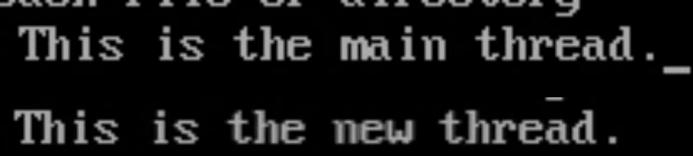 This is the main thread._
This is the new thread.